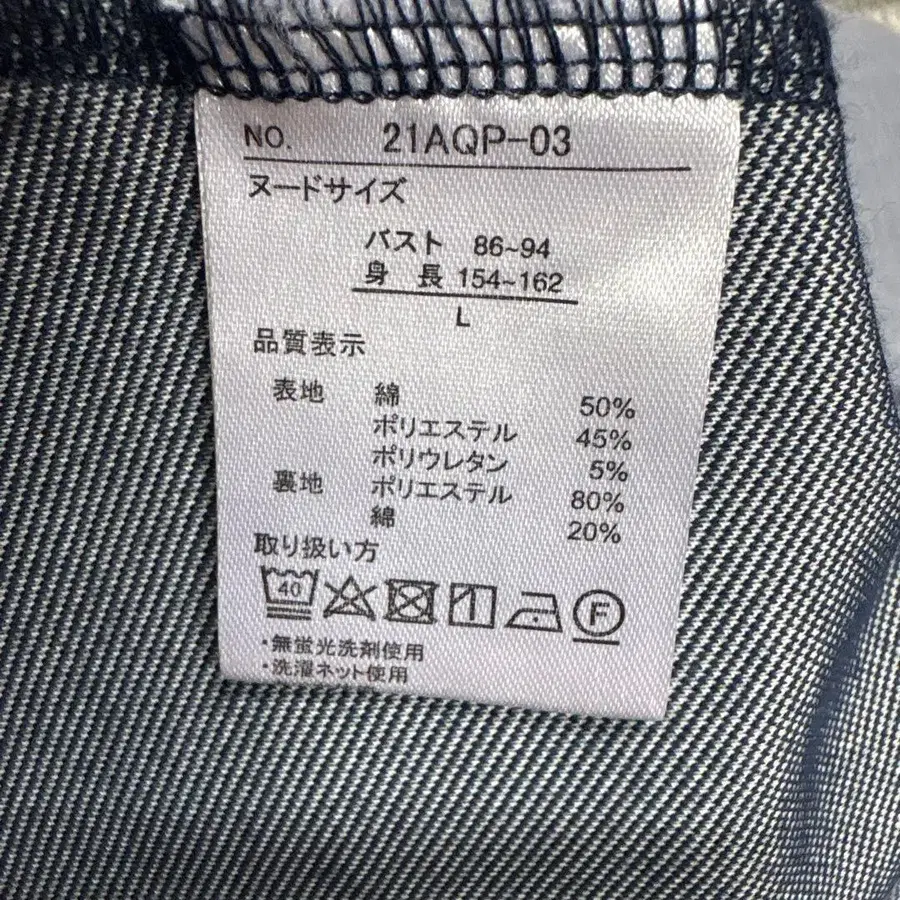 NO. 21AQP-03
ヌードサイズ
バスト 86~94
身長 154~162
L
品質表示
表地 綿 50%
ポリエステル 45%
ポリウレタン 5%
裏地 ポリエステル 80%
綿 20%
取り扱い方
40 F
・無蛍光洗剤使用
・洗濯ネット使用